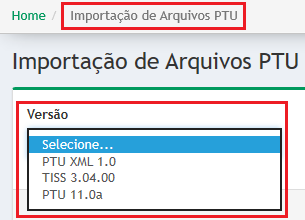 Home / Importação de Arquivos PTU
Importação de Arquivos PTU
Versão
Selecione...
PTU XML 1.0
TISS 3.04.00
PTU 11.0a